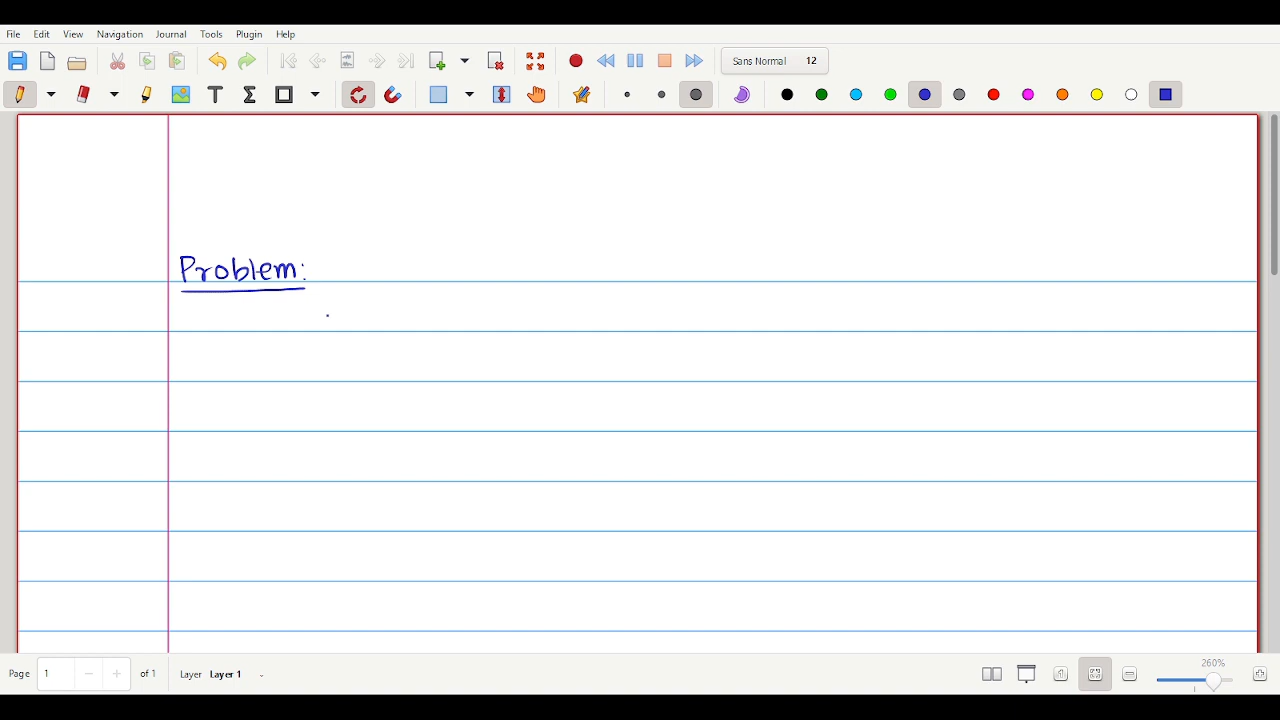 File Edit View Navigation Journal Tools Plugin Help
Sans Normal 12
Problem:
Page 1 of 1 Layer Layer 1 260%